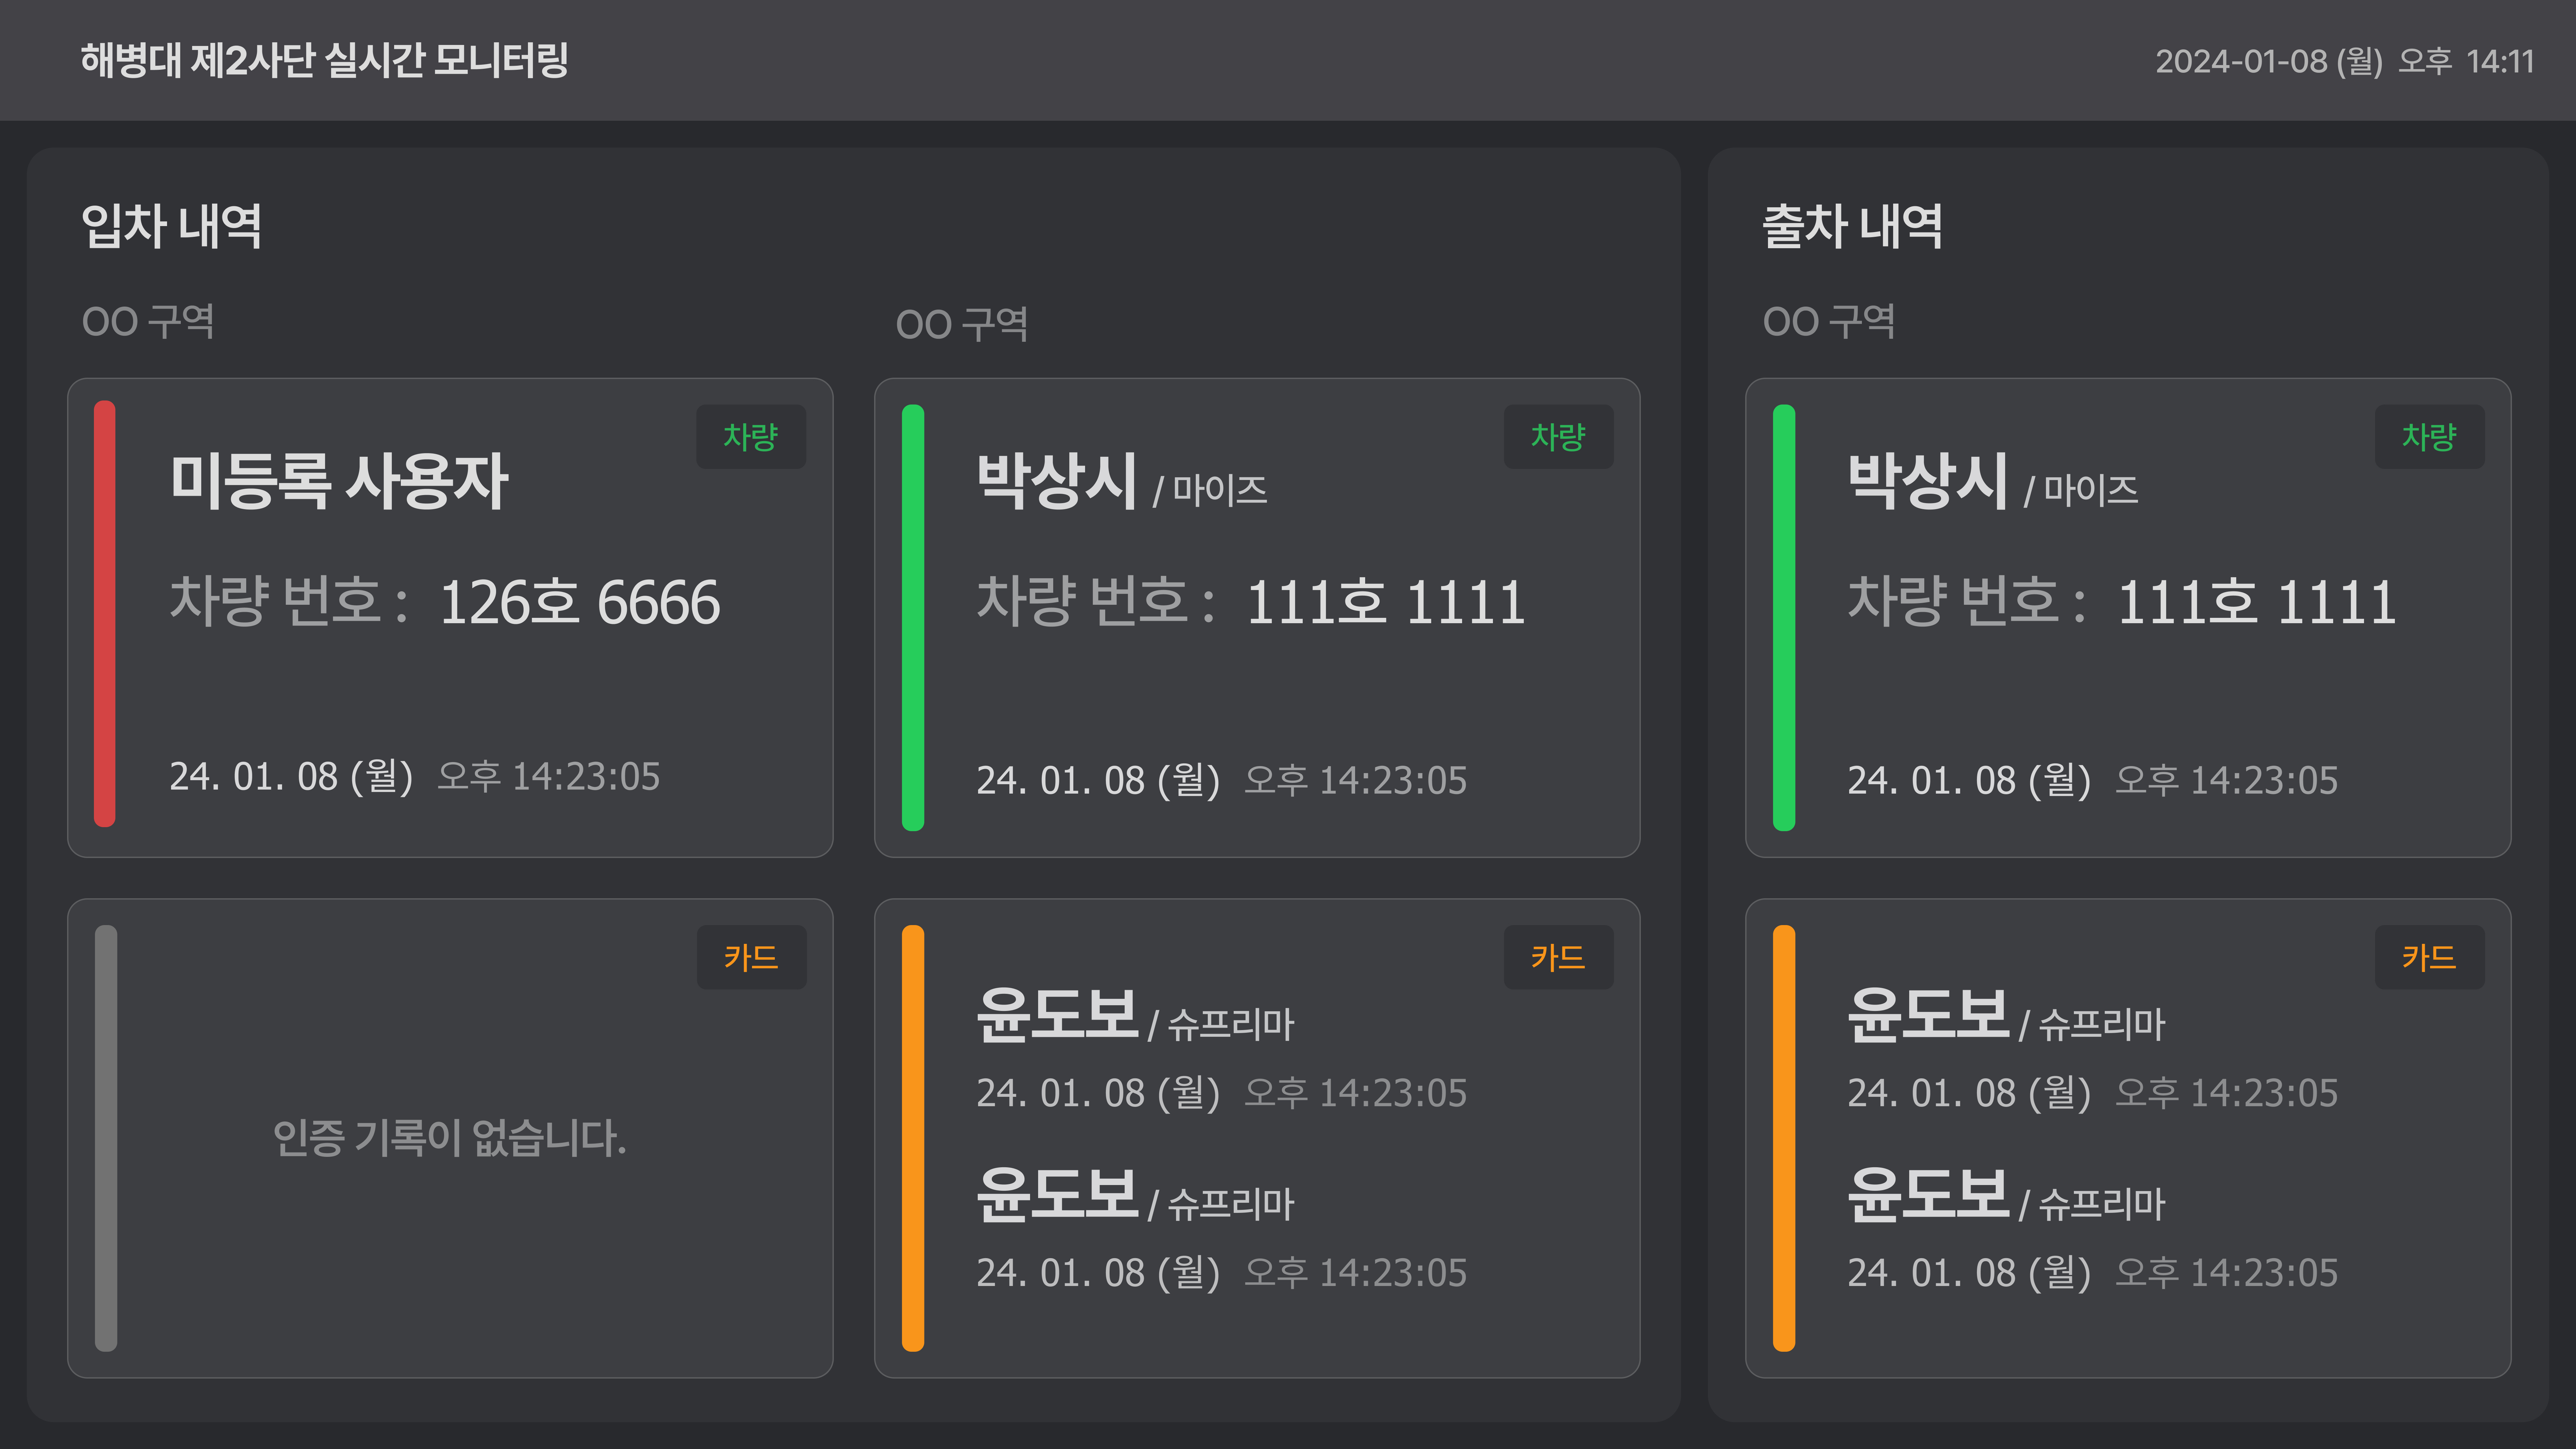 해병대 제2사단 실시간 모니터링
2024-01-08 (월) 오후 14:11
입차 내역
OO 구역
차량
미등록 사용자
차량 번호 : 126호 6666
24. 01. 08 (월) 오후 14:23:05
카드
인증 기록이 없습니다.
OO 구역
차량
박상시 / 마이즈
차량 번호 : 111호 1111
24. 01. 08 (월) 오후 14:23:05
카드
윤도보 / 슈프리마
24. 01. 08 (월) 오후 14:23:05
윤도보 / 슈프리마
24. 01. 08 (월) 오후 14:23:05
출차 내역
OO 구역
차량
박상시 / 마이즈
차량 번호 : 111호 1111
24. 01. 08 (월) 오후 14:23:05
카드
윤도보 / 슈프리마
24. 01. 08 (월) 오후 14:23:05
윤도보 / 슈프리마
24. 01. 08 (월) 오후 14:23:05